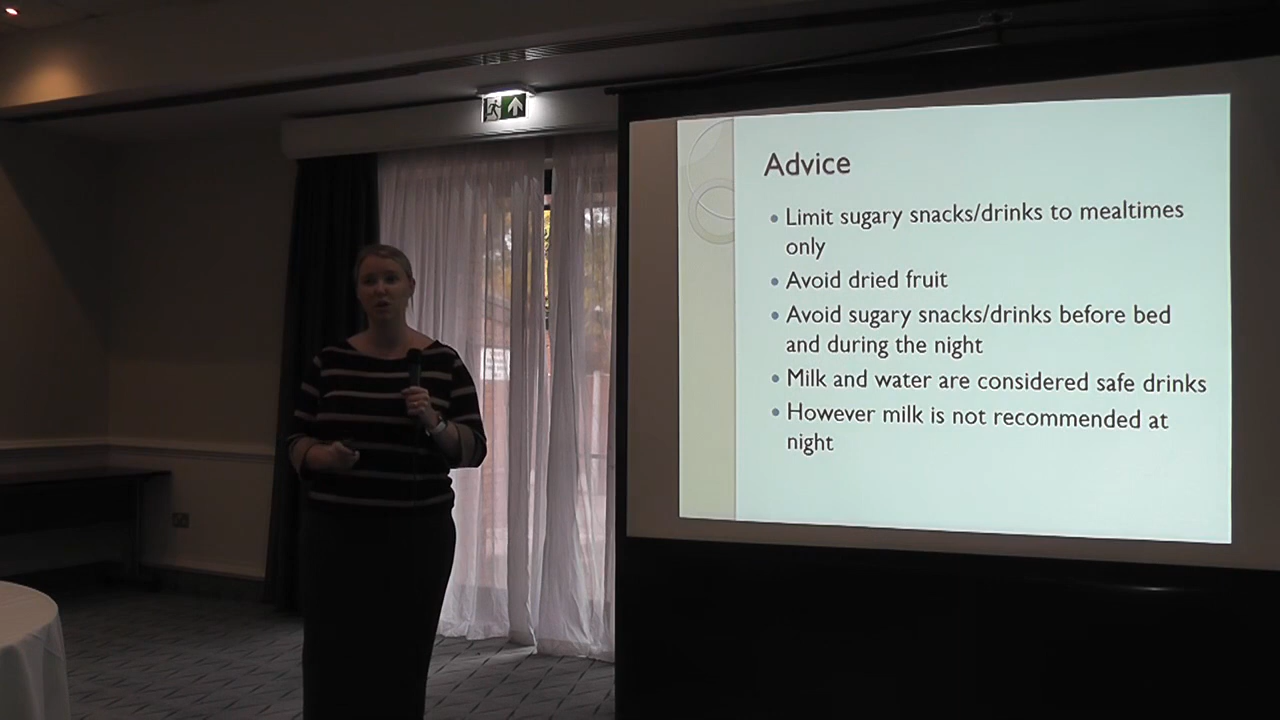 Advice
• Limit sugary snacks/drinks to mealtimes
only
• Avoid dried fruit
• Avoid sugary snacks/drinks before bed
and during the night
• Milk and water are considered safe drinks
• However milk is not recommended at
night